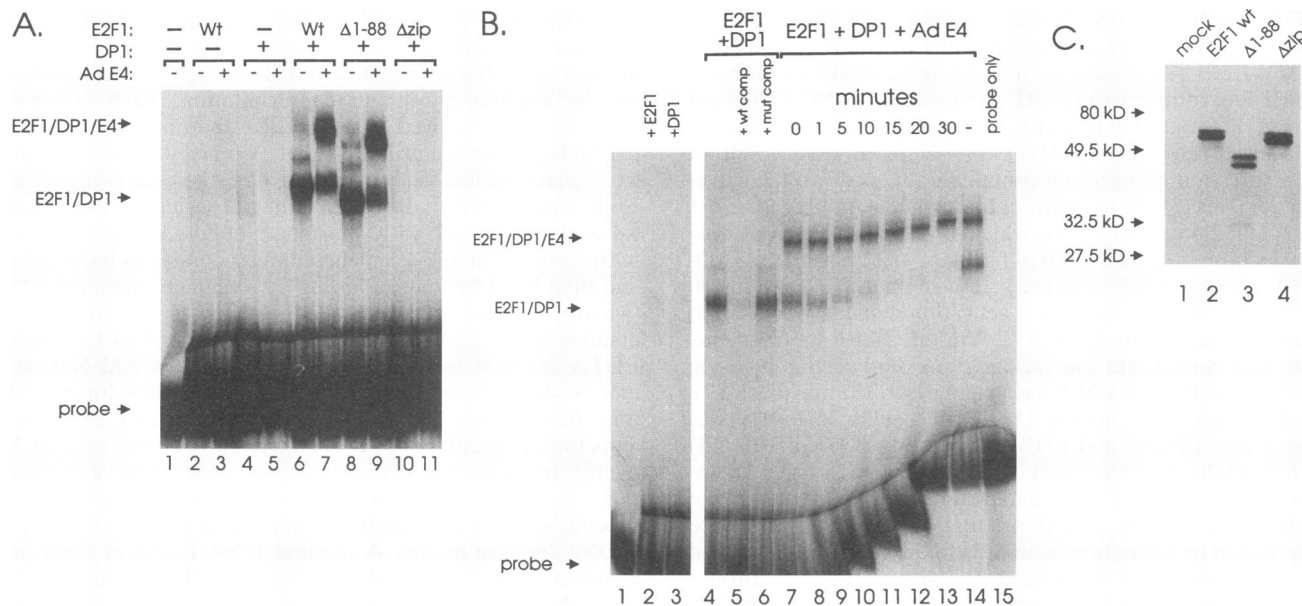 A.
E2F1: – Wt – Wt Δ1-88 Δzip
DP1: – – + + + +
Ad E4: - - + - + - + - + - +
E2F1/DP1/E4
E2F1/DP1
probe
1 2 3 4 5 6 7 8 9 10 11
B.
+ E2F1
+DP1
E2F1
+DP1
+ wt comp
+ mut comp
E2F1 + DP1 + Ad E4
minutes
0 1 5 10 15 20 30 -
probe only
E2F1/DP1/E4
E2F1/DP1
probe
1 2 3 4 5 6 7 8 9 10 11 12 13 14 15
C.
mock
E2F1 wt
Δ1-88
Δzip
80 kD
49.5 kD
32.5 kD
27.5 kD
1 2 3 4